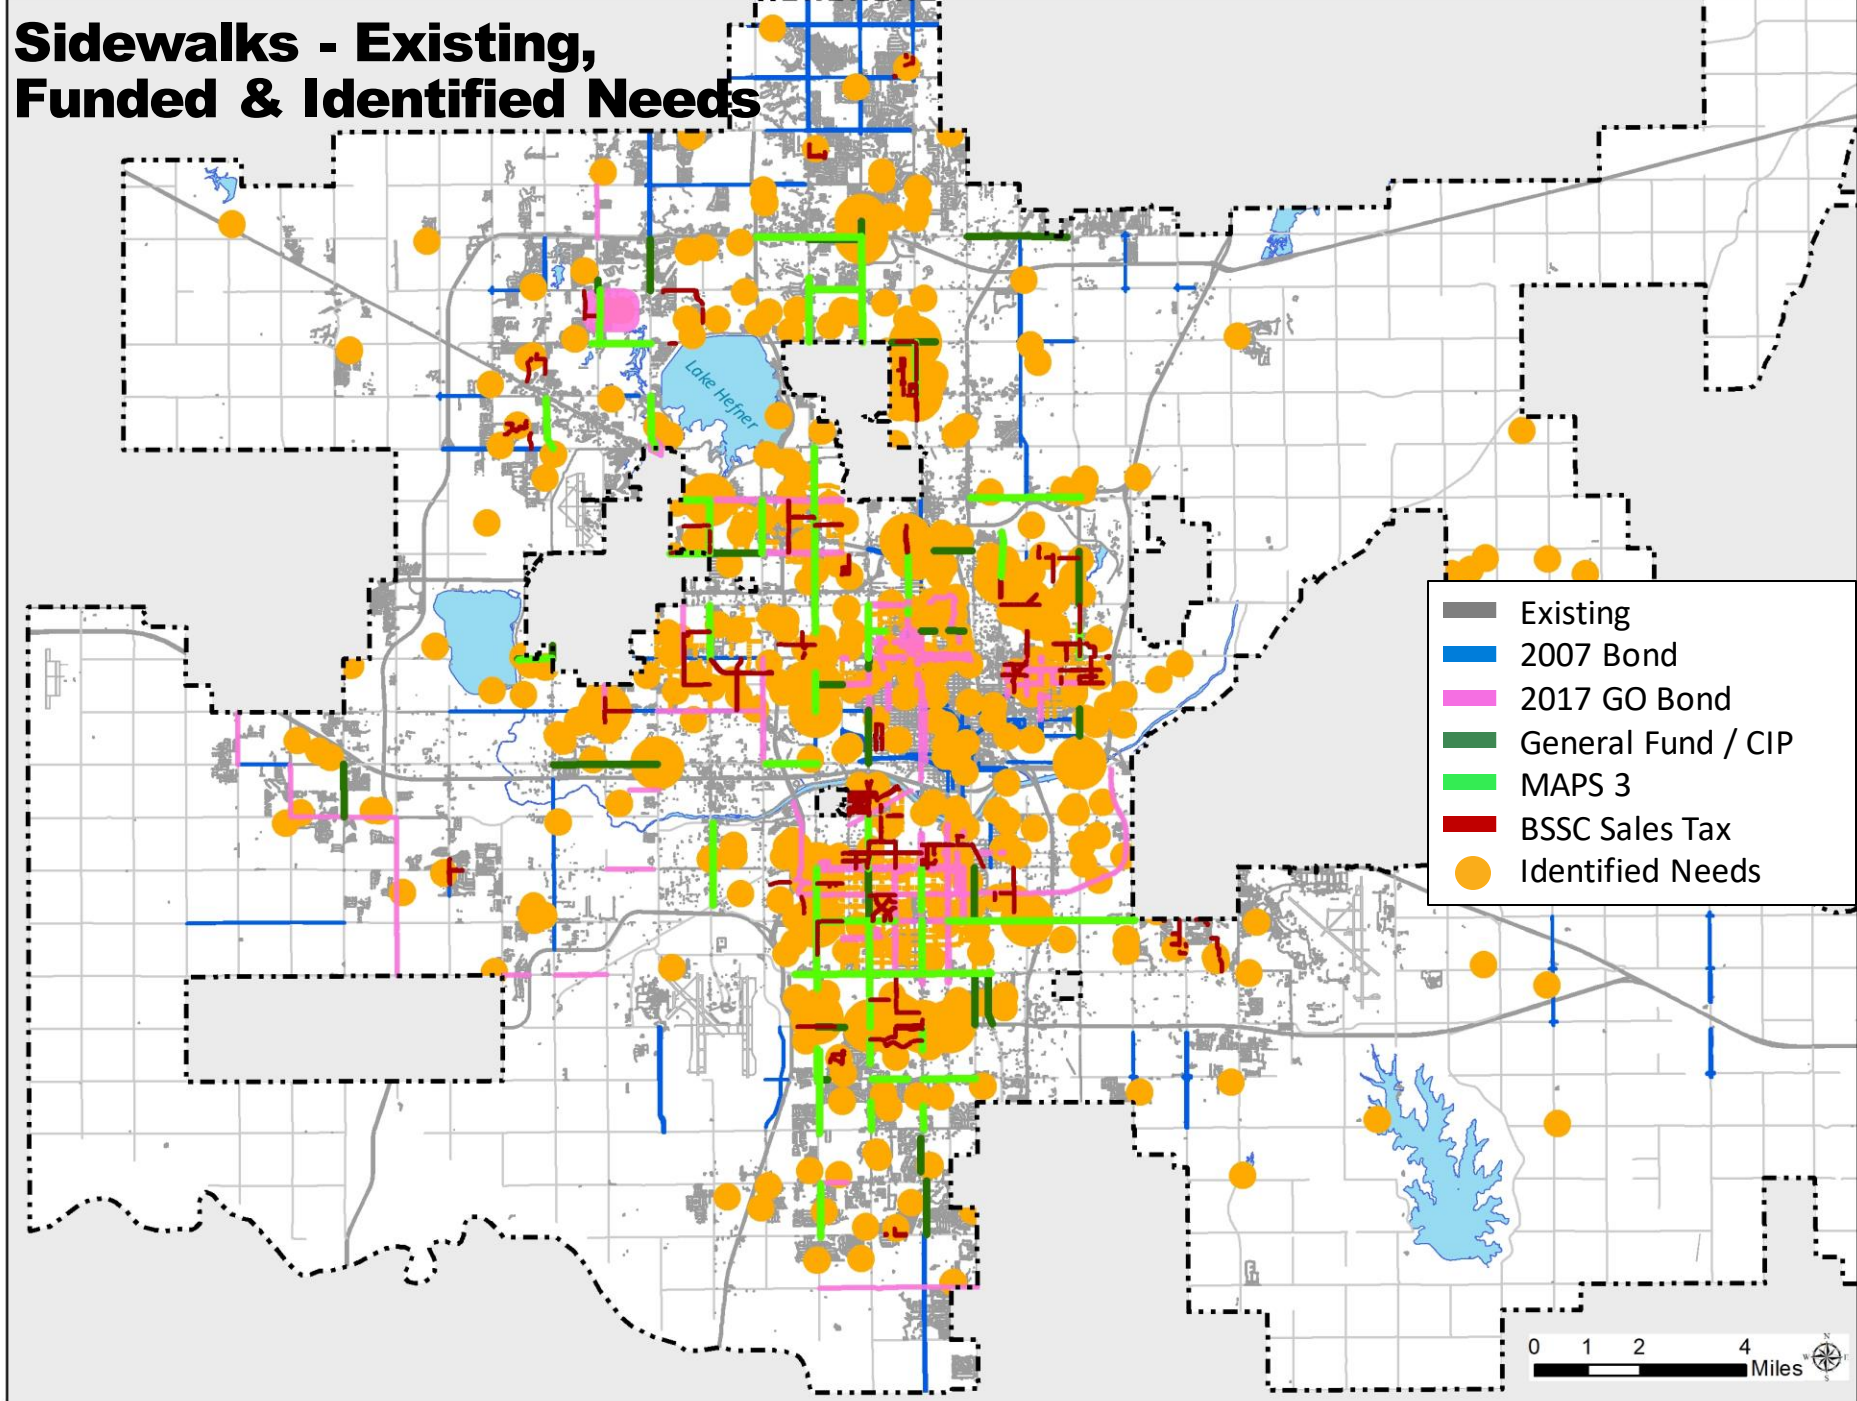 Sidewalks - Existing,
Funded & Identified Needs
Lake Hefner
Existing
2007 Bond
2017 GO Bond
General Fund / CIP
MAPS 3
BSSC Sales Tax
Identified Needs
0 1 2 4
Miles
N
W E
S